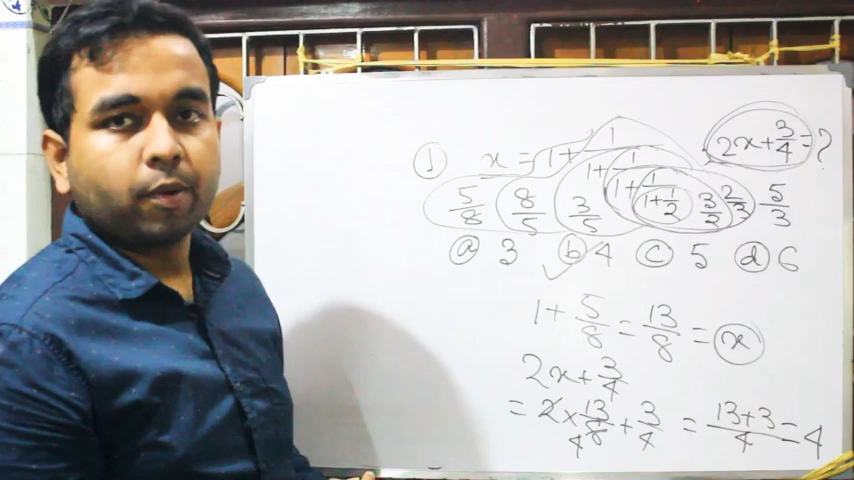 ① x = 1 + 1/(1 + 1/(1 + 1/(1 + 1/2))) 2x + 3/4 = ?
5/8 8/5 3/5 3/2 2/3 5/3
ⓐ 3 ⓑ 4 ⓒ 5 ⓓ 6
1 + 5/8 = 13/8 = x
2x + 3/4
= 2 × 13/8 4 + 3/4 = 13+3/4 = 4